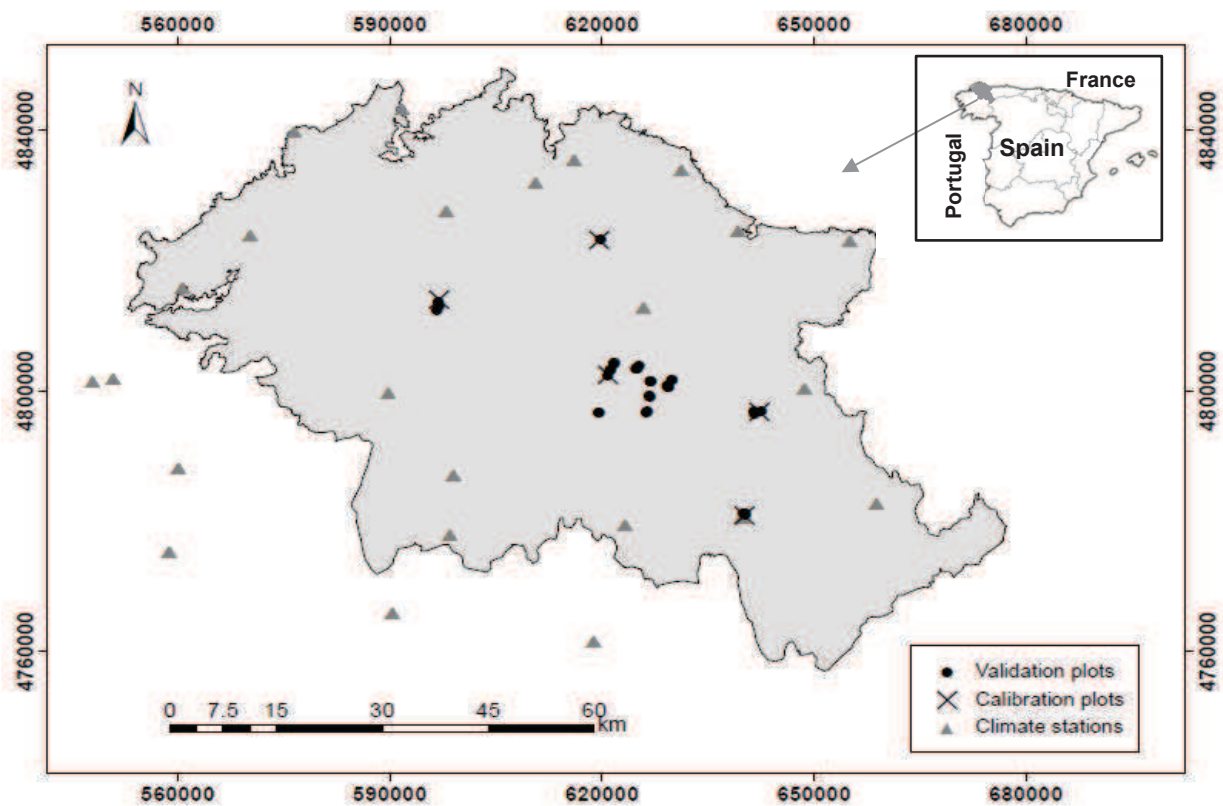 560000 590000 620000 650000 680000
N
France
Spain
Portugal
4840000 4840000
4800000 4800000
4760000 4760000
Validation plots
Calibration plots
Climate stations
0 7.5 15 30 45 60
km
560000 590000 620000 650000 680000